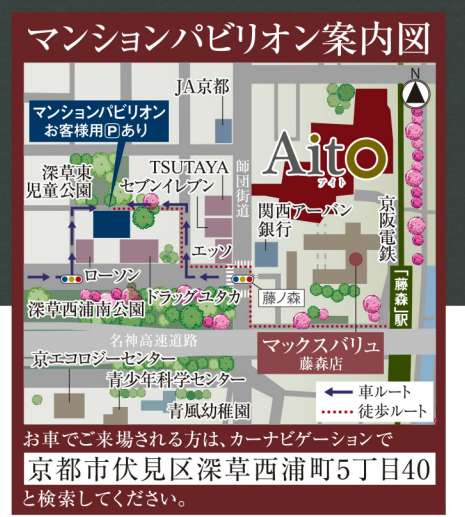 マンションパビリオン案内図
JA京都
N
マンションパビリオン
お客様用Pあり
Aito
アイト
深草東
児童公園
TSUTAYA
セブンイレブン
師団街道
関西アーバン
銀行
京阪電鉄
エッソ
ローソン
ドラッグユタカ
藤ノ森
「藤森」駅
深草西浦南公園
名神高速道路
マックスバリュ
藤森店
京エコロジーセンター
青少年科学センター
青風幼稚園
車ルート
徒歩ルート
お車でご来場される方は、カーナビゲーションで
京都市伏見区深草西浦町5丁目40
と検索してください。